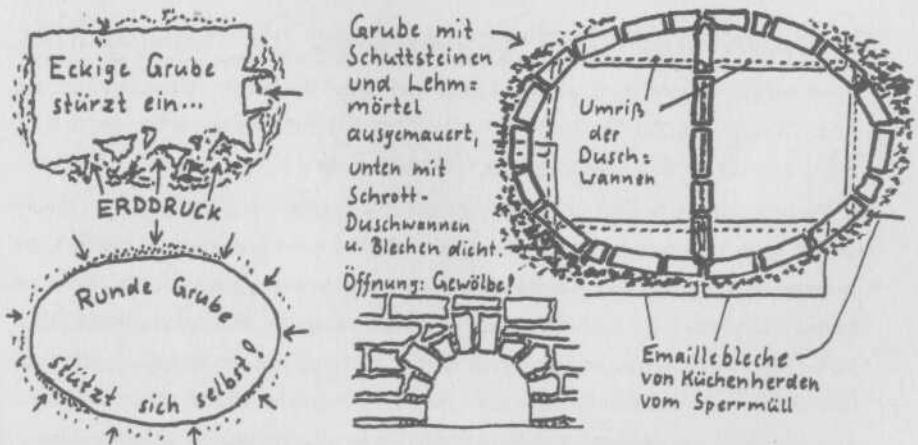 Eckige Grube
stürzt ein...
ERDDRUCK
Runde Grube
stützt sich selbst!
Grube mit
Schuttsteinen
und Lehm=
mörtel
ausgemauert,
unten mit
Schrott-
Duschwannen
u. Blechen dicht.
Öffnung: Gewölbe!
Umriß
der
Dusch=
wannen
Emaillebleche
von Küchenherden
vom Sperrmüll